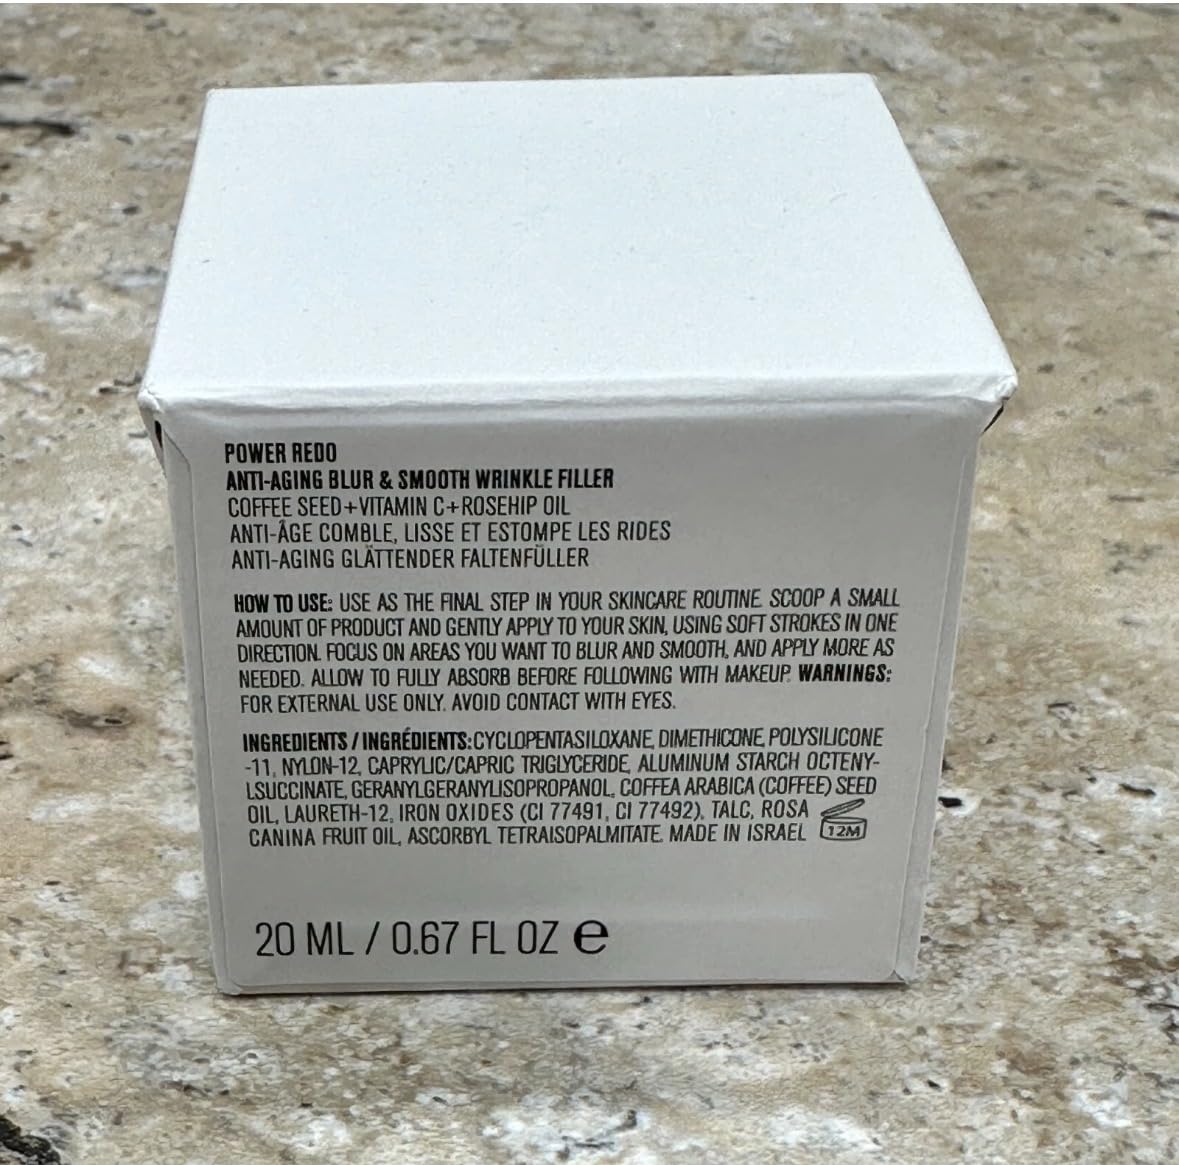 POWER REDO
ANTI-AGING BLUR & SMOOTH WRINKLE FILLER
COFFEE SEED+VITAMIN C+ROSEHIP OIL
ANTI-ÂGE COMBLE, LISSE ET ESTOMPE LES RIDES
ANTI-AGING GLÄTTENDER FALTENFÜLLER
HOW TO USE: USE AS THE FINAL STEP IN YOUR SKINCARE ROUTINE. SCOOP A SMALL
AMOUNT OF PRODUCT AND GENTLY APPLY TO YOUR SKIN, USING SOFT STROKES IN ONE
DIRECTION. FOCUS ON AREAS YOU WANT TO BLUR AND SMOOTH, AND APPLY MORE AS
NEEDED. ALLOW TO FULLY ABSORB BEFORE FOLLOWING WITH MAKEUP. WARNINGS:
FOR EXTERNAL USE ONLY. AVOID CONTACT WITH EYES.
INGREDIENTS / INGRÉDIENTS: CYCLOPENTASILOXANE, DIMETHICONE, POLYSILICONE
-11, NYLON-12, CAPRYLIC/CAPRIC TRIGLYCERIDE, ALUMINUM STARCH OCTENY-
LSUCCINATE, GERANYLGERANYLISOPROPANOL, COFFEA ARABICA (COFFEE) SEED
OIL, LAURETH-12, IRON OXIDES (CI 77491, CI 77492), TALC, ROSA
CANINA FRUIT OIL, ASCORBYL TETRAISOPALMITATE. MADE IN ISRAEL 12M
20 ML / 0.67 FL OZ e